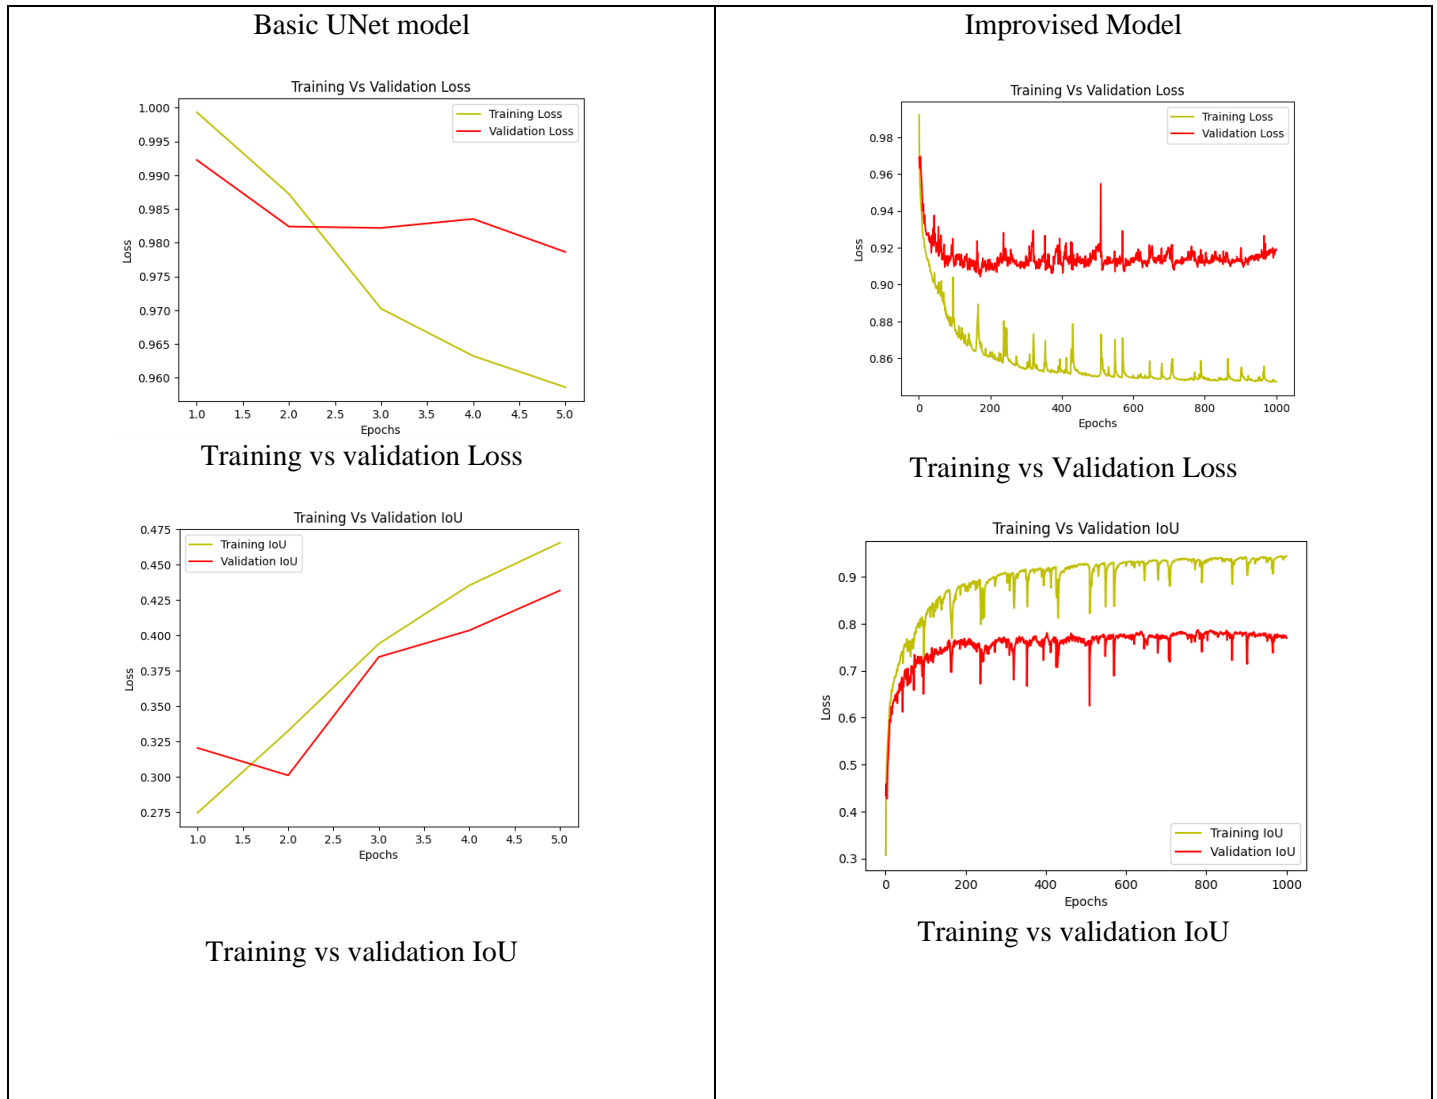 Basic UNet model
Training Vs Validation Loss
Training Loss
Validation Loss
1.000
0.995
0.990
0.985
0.980
0.975
0.970
0.965
0.960
Loss
1.0 1.5 2.0 2.5 3.0 3.5 4.0 4.5 5.0
Epochs
Training vs validation Loss
Training Vs Validation IoU
Training IoU
Validation IoU
0.475
0.450
0.425
0.400
0.375
0.350
0.325
0.300
0.275
Loss
1.0 1.5 2.0 2.5 3.0 3.5 4.0 4.5 5.0
Epochs
Training vs validation IoU
Improvised Model
Training Vs Validation Loss
Training Loss
Validation Loss
0.98
0.96
0.94
0.92
0.90
0.88
0.86
Loss
0 200 400 600 800 1000
Epochs
Training vs Validation Loss
Training Vs Validation IoU
0.9
0.8
0.7
0.6
0.5
0.4
0.3
Loss
Training IoU
Validation IoU
0 200 400 600 800 1000
Epochs
Training vs validation IoU